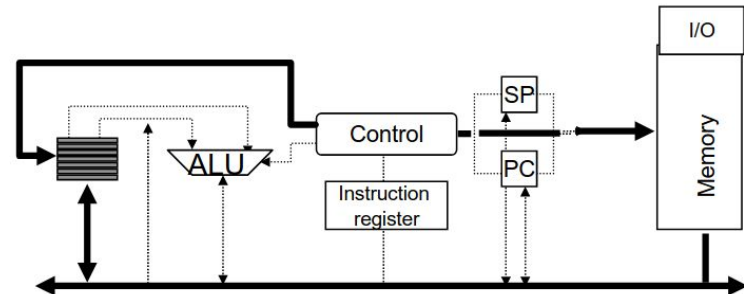 I/O
SP
Control
ALU
PC
Memory
Instruction
register